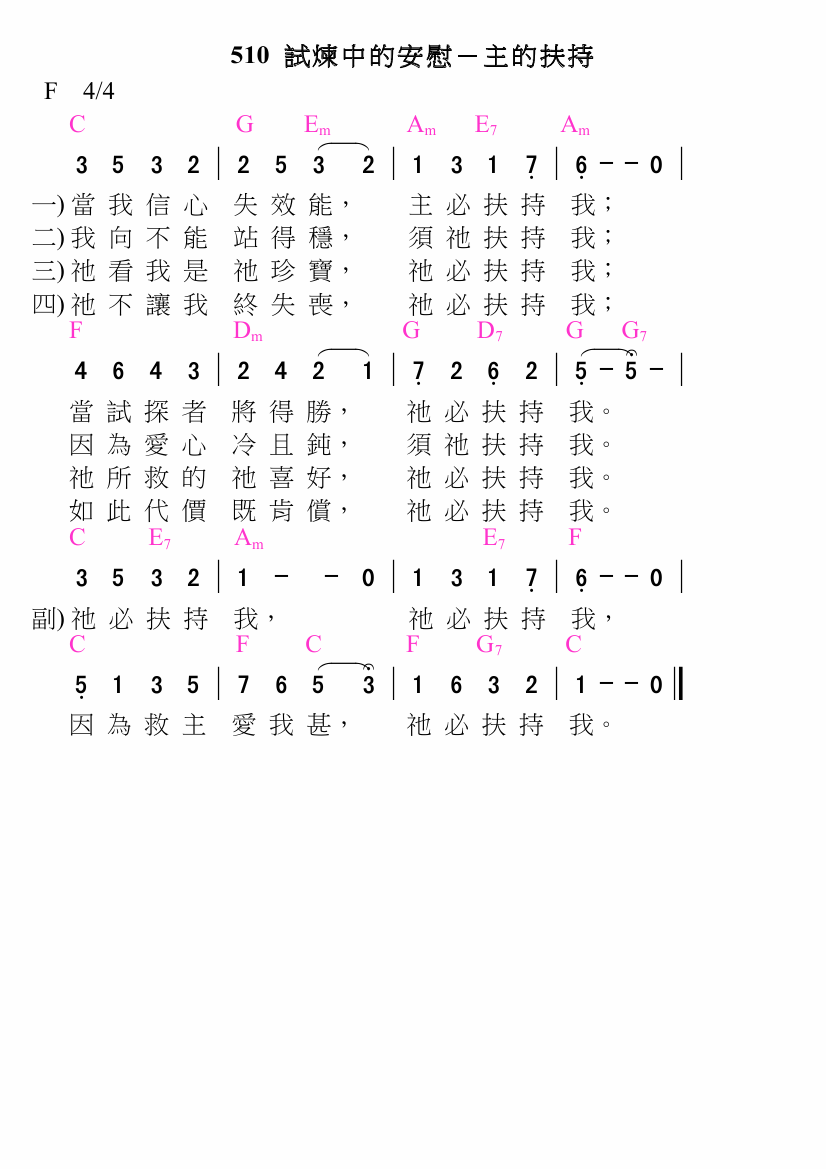 510 試煉中的安慰－主的扶持
F 4/4
C G Em Am E7 Am
3 5 3 2 | 2 5 3 2 | 1 3 1 7̣ | 6̣ - - 0 |
一) 當 我 信 心 失 效 能， 主 必 扶 持 我；
二) 我 向 不 能 站 得 穩， 須 祂 扶 持 我；
三) 祂 看 我 是 祂 珍 寶， 祂 必 扶 持 我；
四) 祂 不 讓 我 終 失 喪， 祂 必 扶 持 我；
F Dm G D7 G G7
4 6 4 3 | 2 4 2 1 | 7̣ 2 6̣ 2 | 5̣ - 5 - |
當 試 探 者 將 得 勝， 祂 必 扶 持 我。
因 為 愛 心 冷 且 鈍， 須 祂 扶 持 我。
祂 所 救 的 祂 喜 好， 祂 必 扶 持 我。
如 此 代 價 既 肯 償， 祂 必 扶 持 我。
C E7 Am E7 F
3 5 3 2 | 1 - - 0 | 1 3 1 7̣ | 6̣ - - 0 |
副) 祂 必 扶 持 我， 祂 必 扶 持 我，
C F C F G7 C
5̣ 1 3 5 | 7 6 5 3 | 1 6 3 2 | 1 - - 0 ‖
因 為 救 主 愛 我 甚， 祂 必 扶 持 我。